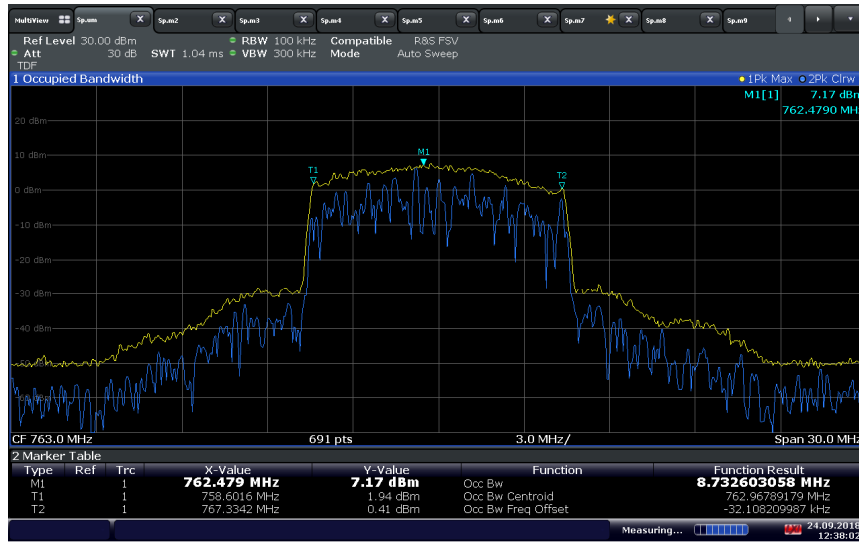 MultiView Sp.um X Sp.m2 X Sp.m3 X Sp.m4 X Sp.m5 X Sp.m6 X Sp.m7 X Sp.m8 X Sp.m9
Ref Level 30.00 dBm RBW 100 kHz Compatible R&S FSV
Att 30 dB SWT 1.04 ms VBW 300 kHz Mode Auto Sweep
TDF
1 Occupied Bandwidth 1Pk Max 2Pk Clrw
M1[1] 7.17 dBm
762.4790 MHz
20 dBm
10 dBm
M1
T1
T2
0 dBm
-10 dBm
-20 dBm
-30 dBm
-40 dBm
CF 763.0 MHz 691 pts 3.0 MHz/ Span 30.0 MHz
2 Marker Table
Type Ref Trc X-Value Y-Value Function Function Result
M1 1 762.479 MHz 7.17 dBm Occ Bw 8.732603058 MHz
T1 1 758.6016 MHz 1.94 dBm Occ Bw Centroid 762.96789179 MHz
T2 1 767.3342 MHz 0.41 dBm Occ Bw Freq Offset -32.108209987 kHz
Measuring... 24.09.2018
12:38:02